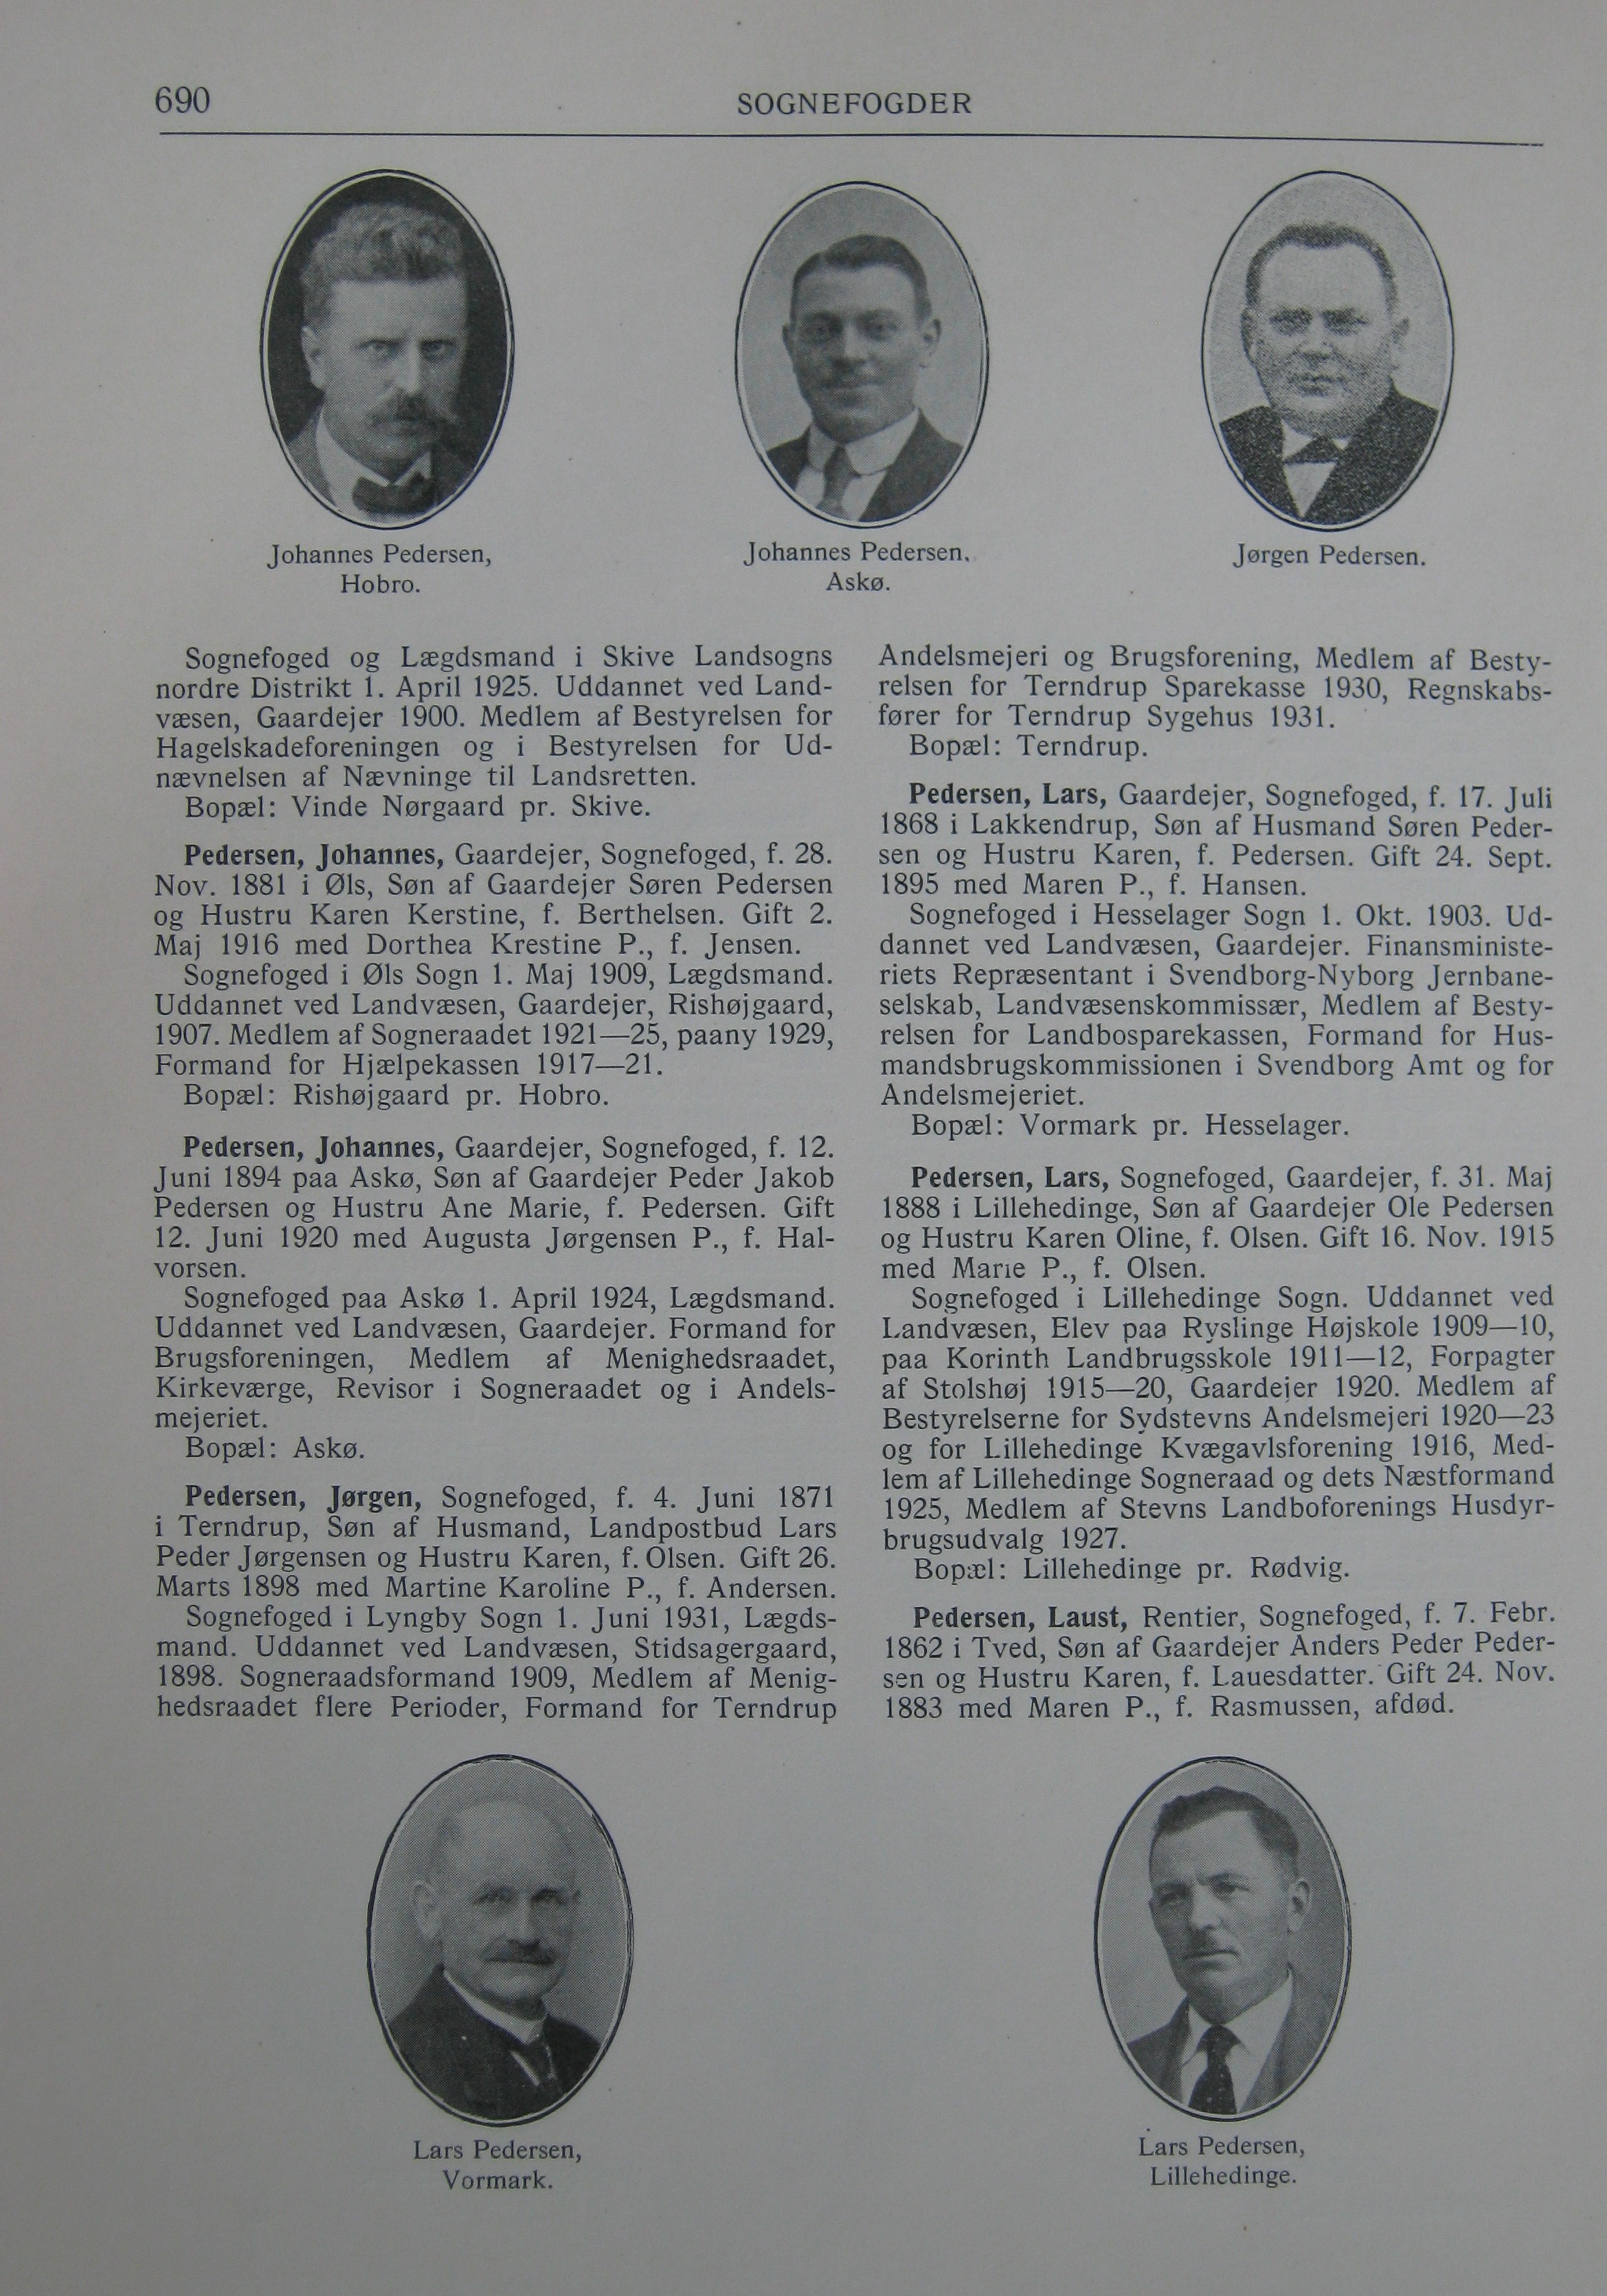 690
SOGNEFOGDER
Johannes Pedersen,
Hobro.
Johannes Pedersen.
Askø.
Jørgen Pedersen.
Sognefoged og Lægdsmand i Skive Landsogns
nordre Distrikt 1. April 1925. Uddannet ved Land-
væsen, Gaardejer 1900. Medlem af Bestyrelsen for
Hagelskadeforeningen og i Bestyrelsen for Ud-
nævnelsen af Nævninge til Landsretten.
Bopæl: Vinde Nørgaard pr. Skive.
Pedersen, Johannes, Gaardejer, Sognefoged, f. 28.
Nov. 1881 i Øls, Søn af Gaardejer Søren Pedersen
og Hustru Karen Kerstine, f. Berthelsen. Gift 2.
Maj 1916 med Dorthea Krestine P., f. Jensen.
Sognefoged i Øls Sogn 1. Maj 1909, Lægdsmand.
Uddannet ved Landvæsen, Gaardejer, Rishøjgaard,
1907. Medlem af Sogneraadet 1921—25, paany 1929,
Formand for Hjælpekassen 1917—21.
Bopæl: Rishøjgaard pr. Hobro.
Pedersen, Johannes, Gaardejer, Sognefoged, f. 12.
Juni 1894 paa Askø, Søn af Gaardejer Peder Jakob
Pedersen og Hustru Ane Marie, f. Pedersen. Gift
12. Juni 1920 med Augusta Jørgensen P., f. Hal-
vorsen.
Sognefoged paa Askø 1. April 1924, Lægdsmand.
Uddannet ved Landvæsen, Gaardejer. Formand for
Brugsforeningen, Medlem af Menighedsraadet,
Kirkeværge, Revisor i Sogneraadet og i Andels-
mejeriet.
Bopæl: Askø.
Pedersen, Jørgen, Sognefoged, f. 4. Juni 1871
i Terndrup, Søn af Husmand, Landpostbud Lars
Peder Jørgensen og Hustru Karen, f. Olsen. Gift 26.
Marts 1898 med Martine Karoline P., f. Andersen.
Sognefoged i Lyngby Sogn 1. Juni 1931, Lægds-
mand. Uddannet ved Landvæsen, Stidsagergaard,
1898. Sogneraadsformand 1909, Medlem af Menig-
hedsraadet flere Perioder, Formand for Terndrup
Andelsmejeri og Brugsforening, Medlem af Besty-
relsen for Terndrup Sparekasse 1930, Regnskabs-
fører for Terndrup Sygehus 1931.
Bopæl: Terndrup.
Pedersen, Lars, Gaardejer, Sognefoged, f. 17. Juli
1868 i Lakkendrup, Søn af Husmand Søren Peder-
sen og Hustru Karen, f. Pedersen. Gift 24. Sept.
1895 med Maren P., f. Hansen.
Sognefoged i Hesselager Sogn 1. Okt. 1903. Ud-
dannet ved Landvæsen, Gaardejer. Finansministe-
riets Repræsentant i Svendborg-Nyborg Jernbane-
selskab, Landvæsenskommissær, Medlem af Besty-
relsen for Landbosparekassen, Formand for Hus-
mandsbrugskommissionen i Svendborg Amt og for
Andelsmejeriet.
Bopæl: Vormark pr. Hesselager.
Pedersen, Lars, Sognefoged, Gaardejer, f. 31. Maj
1888 i Lillehedinge, Søn af Gaardejer Ole Pedersen
og Hustru Karen Oline, f. Olsen. Gift 16. Nov. 1915
med Marie P., f. Olsen.
Sognefoged i Lillehedinge Sogn. Uddannet ved
Landvæsen, Elev paa Ryslinge Højskole 1909—10,
paa Korinth Landbrugsskole 1911—12, Forpagter
af Stolshøj 1915—20, Gaardejer 1920. Medlem af
Bestyrelserne for Sydstevns Andelsmejeri 1920—23
og for Lillehedinge Kvægavlsforening 1916, Med-
lem af Lillehedinge Sogneraad og dets Næstformand
1925, Medlem af Stevns Landboforenings Husdyr-
brugsudvalg 1927.
Bopæl: Lillehedinge pr. Rødvig.
Pedersen, Laust, Rentier, Sognefoged, f. 7. Febr.
1862 i Tved, Søn af Gaardejer Anders Peder Peder-
sen og Hustru Karen, f. Lauesdatter. Gift 24. Nov.
1883 med Maren P., f. Rasmussen, afdød.
Lars Pedersen,
Vormark.
Lars Pedersen,
Lillehedinge.